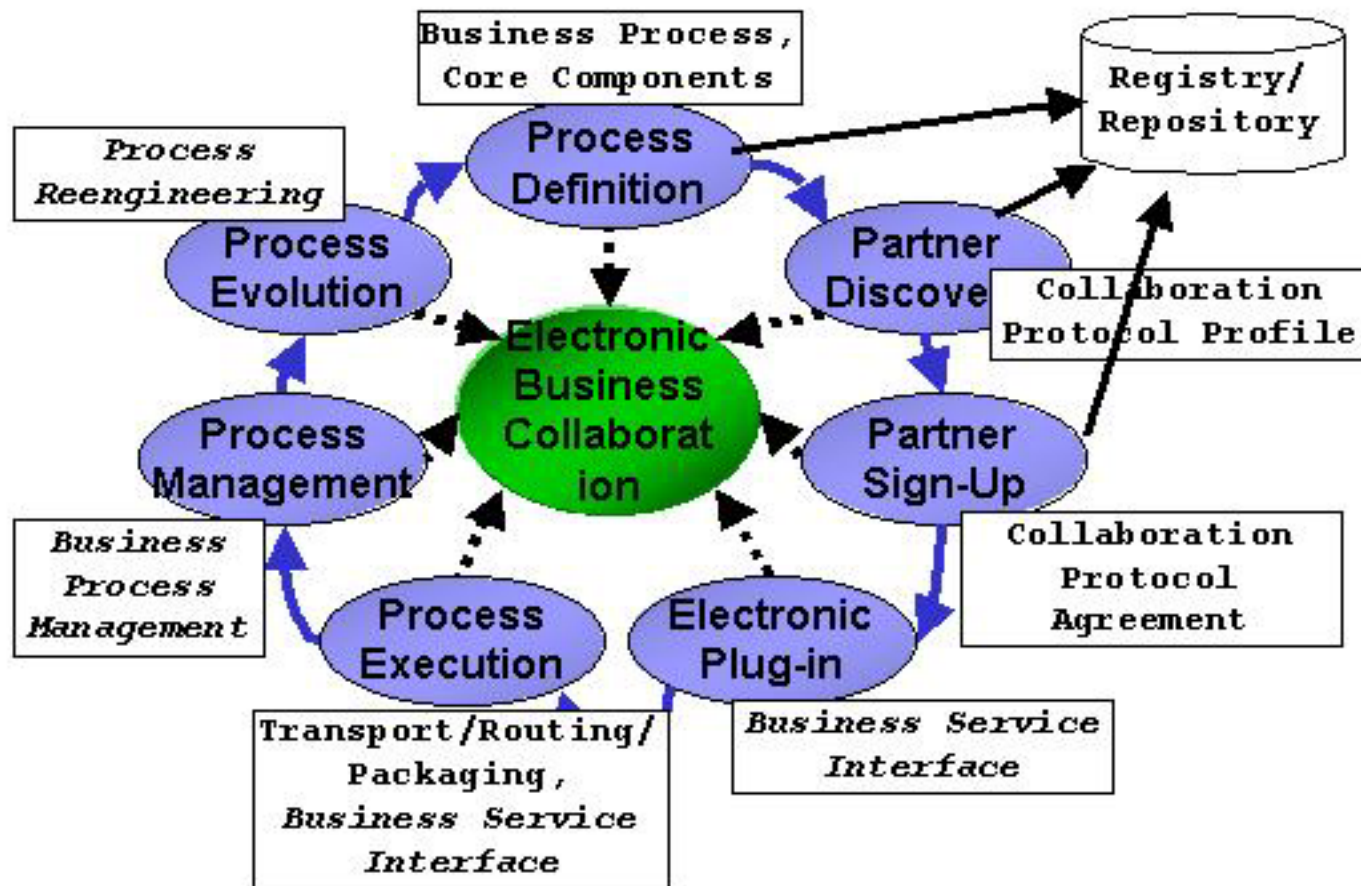 Business Process,
Core Components
Registry/
Repository
Process
Reengineering
Process
Definition
Process
Evolution
Partner
Discove
Collaboration
Protocol Profile
Electronic
Business
Collaborat
ion
Process
Management
Partner
Sign-Up
Business
Process
Management
Collaboration
Protocol
Agreement
Process
Execution
Electronic
Plug-in
Transport/Routing/
Packaging,
Business Service
Interface
Business Service
Interface